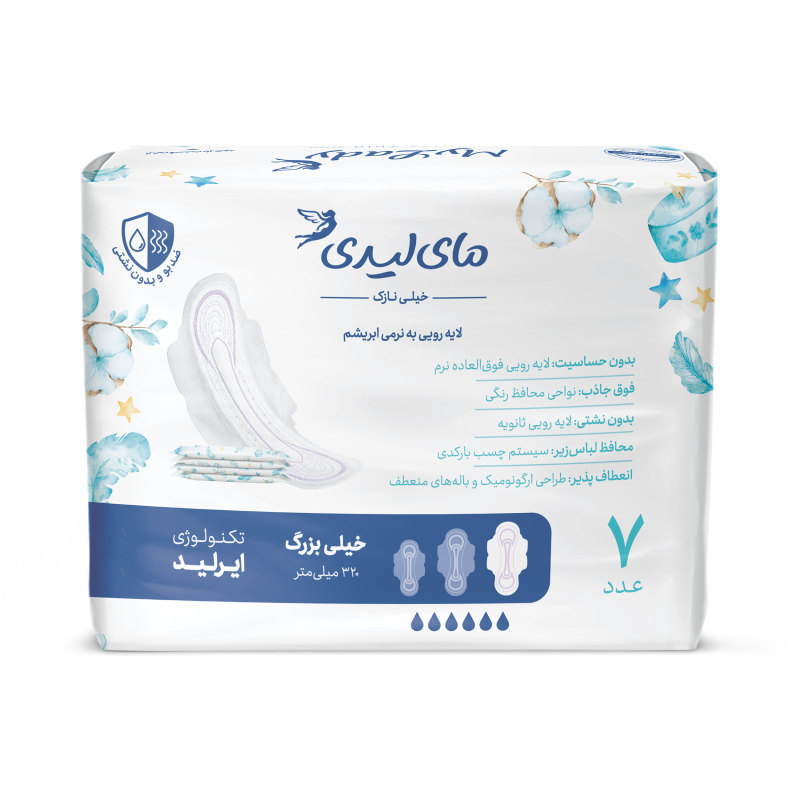 My Lady
مای لیدی
خیلی نازک
لایه رویی به نرمی ابریشم
ضد بو و بدون نشتی
بدون حساسیت: لایه رویی فوق‌العاده نرم
فوق جاذب: نواحی محافظ رنگی
بدون نشتی: لایه رویی ثانویه
محافظ لباس‌زیر: سیستم چسب بارکدی
انعطاف پذیر: طراحی ارگونومیک و باله‌های منعطف
۷
عدد
خیلی بزرگ
۳۲۰ میلی‌متر
تکنولوژی
ایرلید